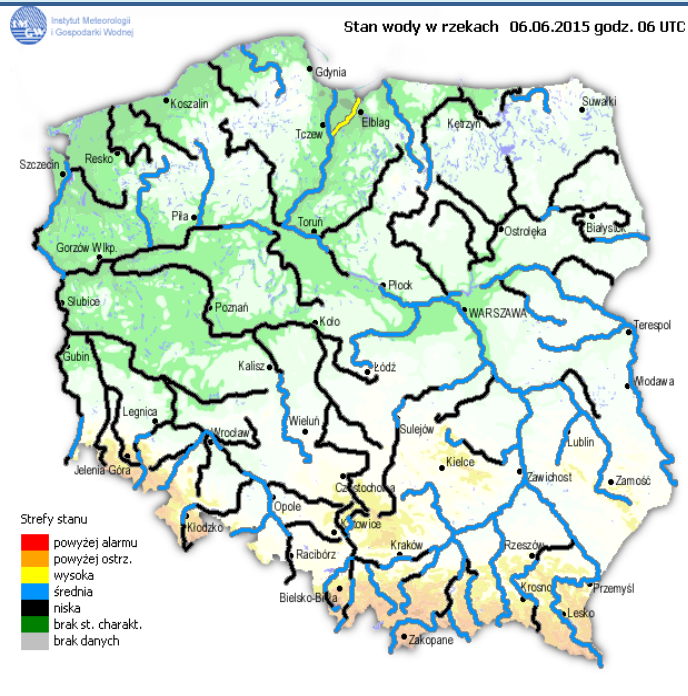 Instytut Meteorologii
i Gospodarki Wodnej
Stan wody w rzekach 06.06.2015 godz. 06 UTC
Gdynia
Koszalin
Suwałki
Elbląg
Kętrzyn
Tczew
Szczecin
Resko
Piła
Toruń
Białystok
Ostrołęka
Gorzów Wlkp.
Płock
Słubice
Poznań
WARSZAWA
Koło
Terespol
Gubin
Kalisz
Łódź
Włodawa
Legnica
Wieluń
Sulejów
Wrocław
Lublin
Jelenia Góra
Kielce
Zawichost
Zamość
Częstochowa
Opole
Strefy stanu
Kłodzko
Katowice
powyżej alarmu
Kraków
Rzeszów
Racibórz
powyżej ostrz.
wysoka
Krosno
Przemyśl
średnia
Bielsko-Biała
niska
Lesko
brak st. charakt.
Zakopane
brak danych